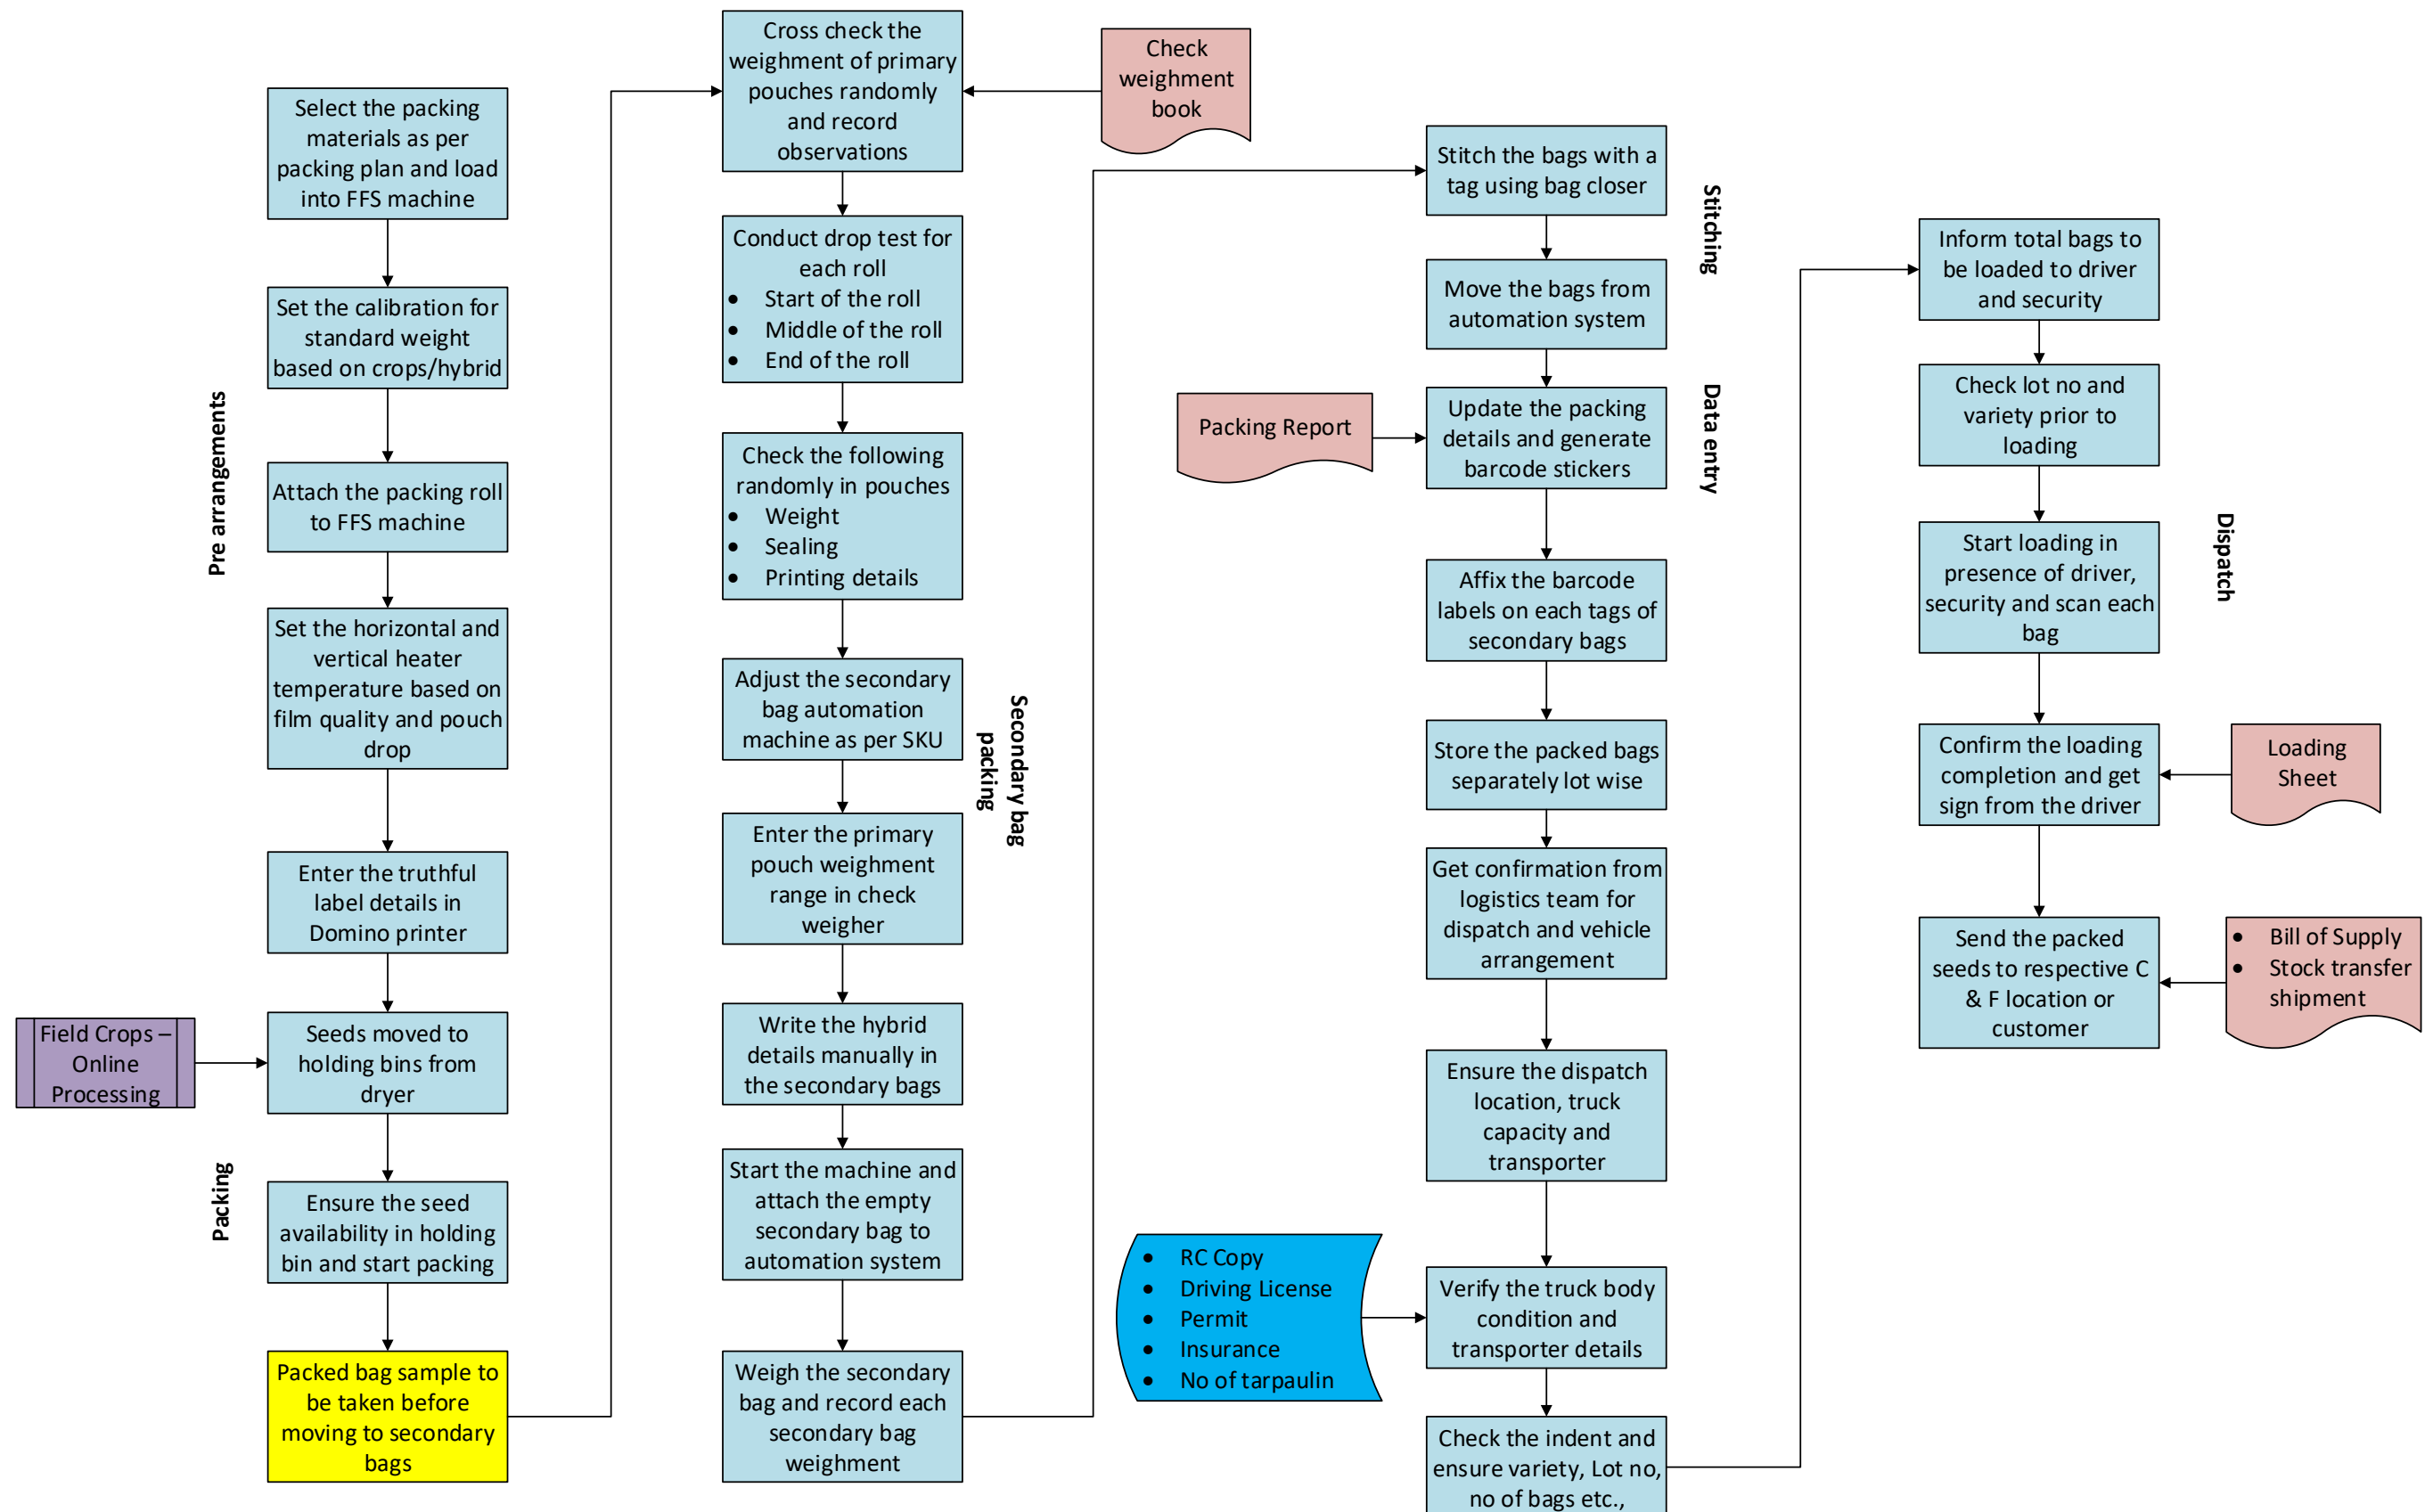 Pre arrangements
Select the packing
materials as per
packing plan and load
into FFS machine
Set the calibration for
standard weight
based on crops/hybrid
Attach the packing roll
to FFS machine
Set the horizontal and
vertical heater
temperature based on
film quality and pouch
drop
Enter the truthful
label details in
Domino printer
Field Crops –
Online
Processing
Seeds moved to
holding bins from
dryer
Packing
Ensure the seed
availability in holding
bin and start packing
Packed bag sample to
be taken before
moving to secondary
bags
Cross check the
weighment of primary
pouches randomly
and record
observations
Check
weighment
book
Conduct drop test for
each roll
• Start of the roll
• Middle of the roll
• End of the roll
Check the following
randomly in pouches
• Weight
• Sealing
• Printing details
Secondary bag
packing
Adjust the secondary
bag automation
machine as per SKU
Enter the primary
pouch weighment
range in check
weigher
Write the hybrid
details manually in
the secondary bags
Start the machine and
attach the empty
secondary bag to
automation system
Weigh the secondary
bag and record each
secondary bag
weighment
Stitching
Stitch the bags with a
tag using bag closer
Move the bags from
automation system
Data entry
Packing Report
Update the packing
details and generate
barcode stickers
Affix the barcode
labels on each tags of
secondary bags
Store the packed bags
separately lot wise
Get confirmation from
logistics team for
dispatch and vehicle
arrangement
Ensure the dispatch
location, truck
capacity and
transporter
• RC Copy
• Driving License
• Permit
• Insurance
• No of tarpaulin
Verify the truck body
condition and
transporter details
Check the indent and
ensure variety, Lot no,
no of bags etc.,
Dispatch
Inform total bags to
be loaded to driver
and security
Check lot no and
variety prior to
loading
Start loading in
presence of driver,
security and scan each
bag
Confirm the loading
completion and get
sign from the driver
Loading
Sheet
Send the packed
seeds to respective C
& F location or
customer
• Bill of Supply
• Stock transfer
shipment